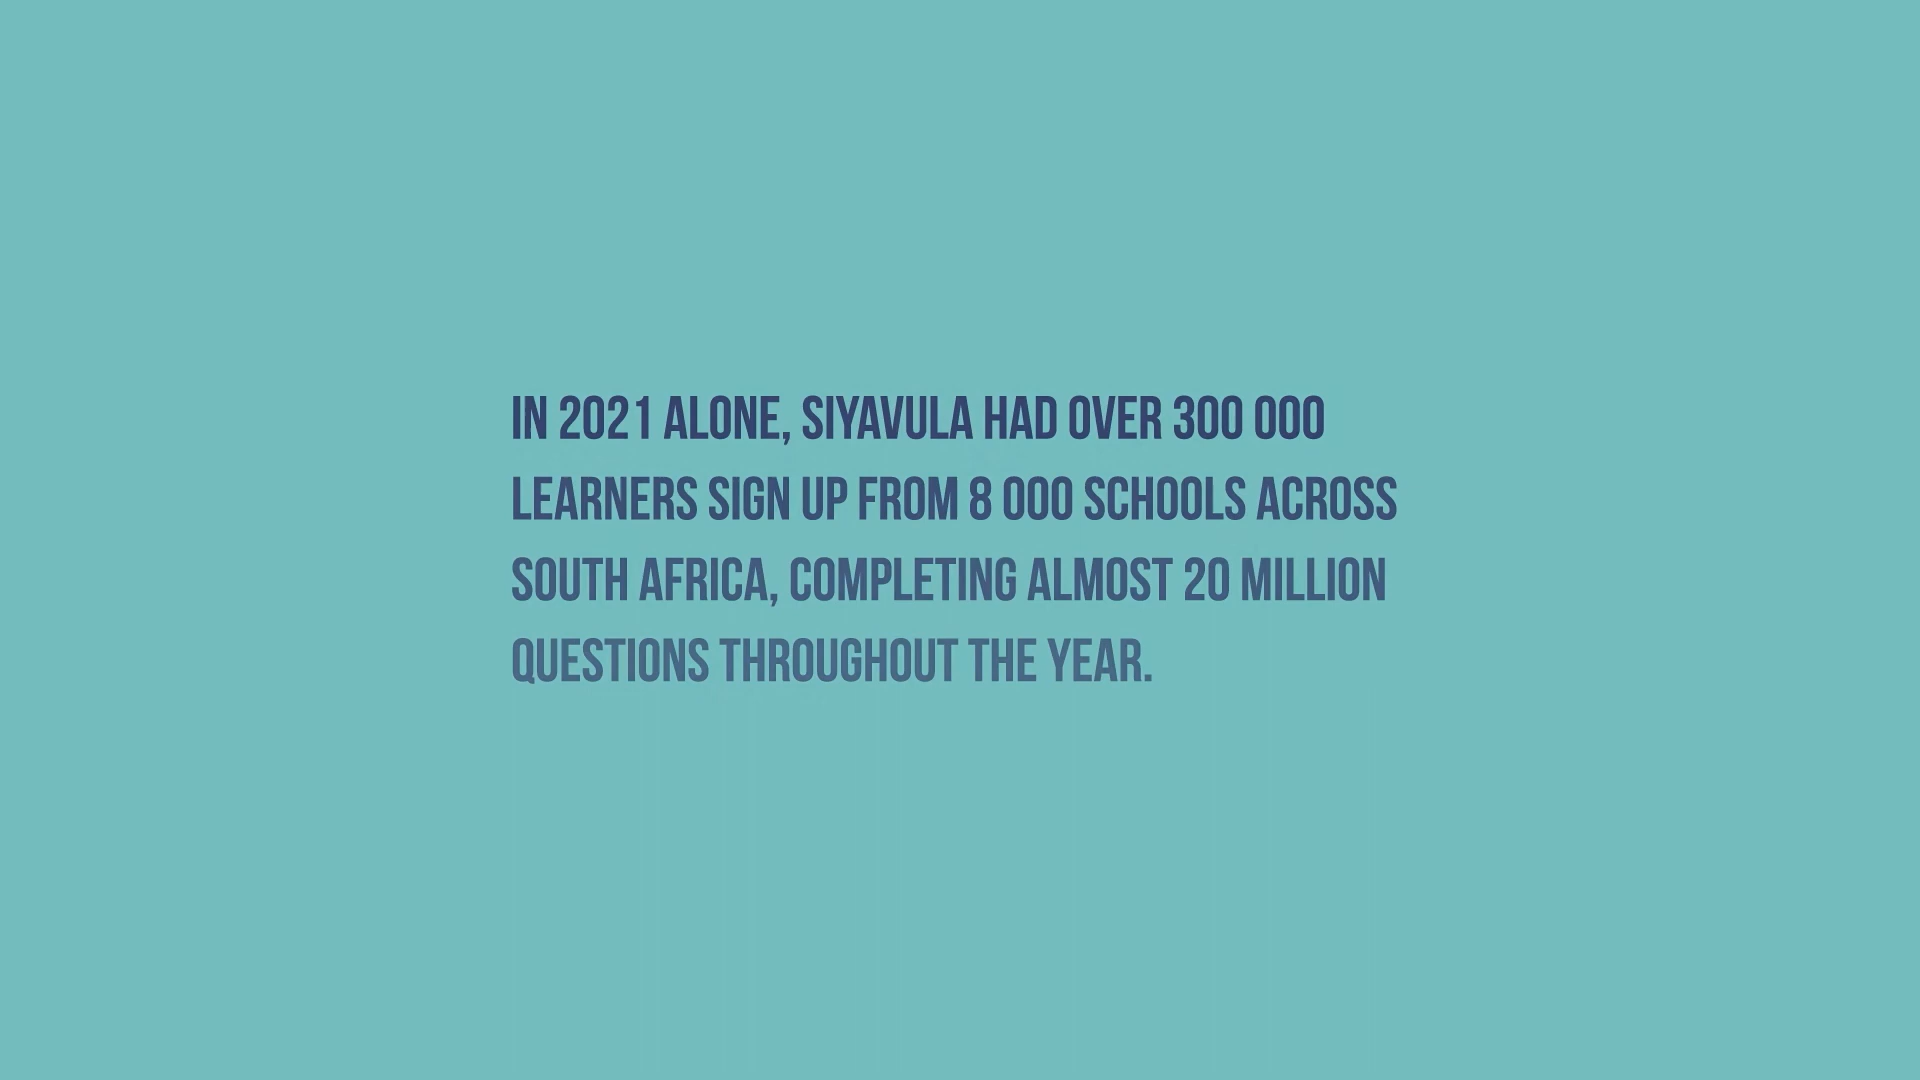 IN 2021 ALONE, SIYAVULA HAD OVER 300 000
LEARNERS SIGN UP FROM 8 000 SCHOOLS ACROSS
SOUTH AFRICA, COMPLETING ALMOST 20 MILLION
QUESTIONS THROUGHOUT THE YEAR.